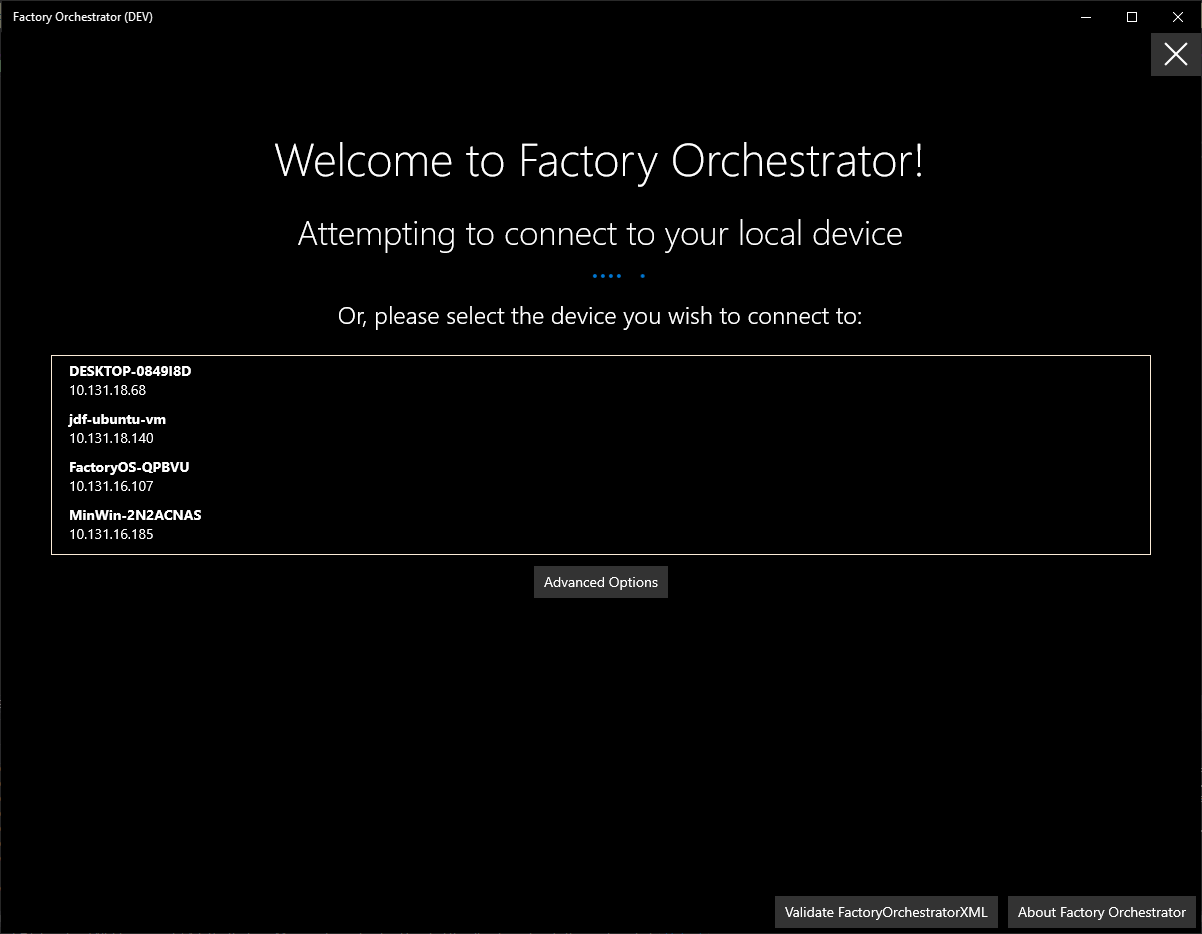 Factory Orchestrator (DEV)
Welcome to Factory Orchestrator!
Attempting to connect to your local device
Or, please select the device you wish to connect to:
DESKTOP-0849I8D
10.131.18.68
jdf-ubuntu-vm
10.131.18.140
FactoryOS-QPBVU
10.131.16.107
MinWin-2N2ACNAS
10.131.16.185
Advanced Options
Validate FactoryOrchestratorXML
About Factory Orchestrator